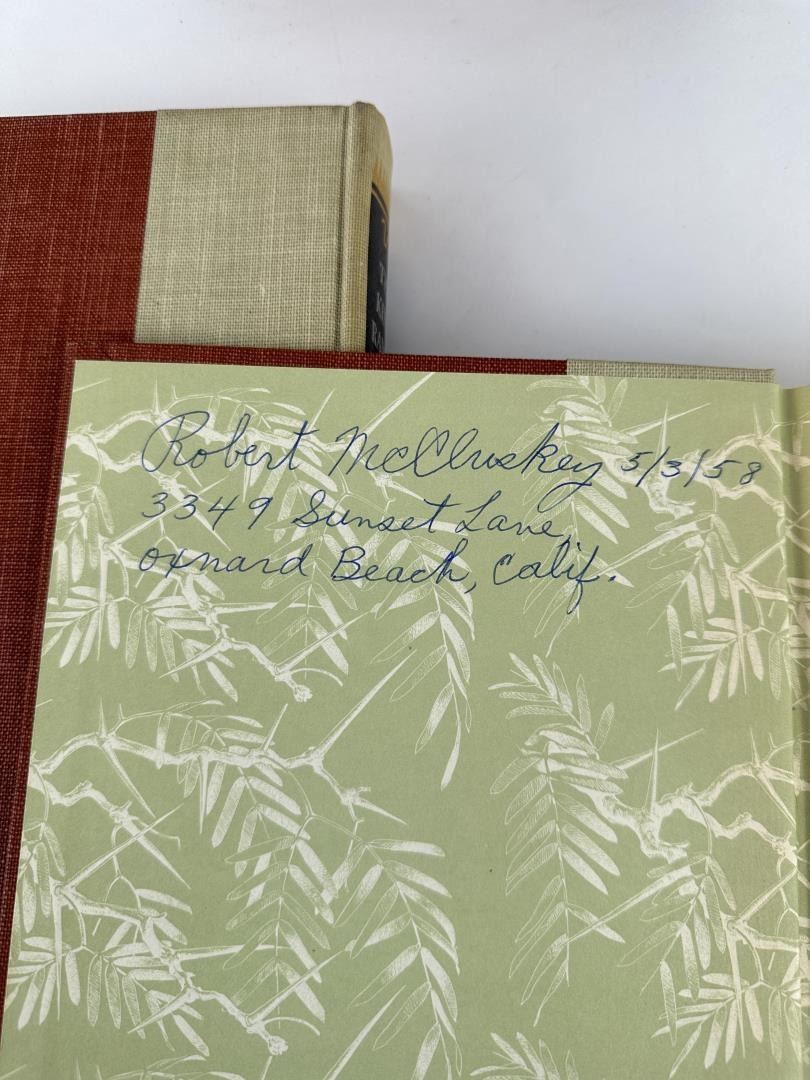 Robert McCluskey 5/3/58
3349 Sunset Lane,
Oxnard Beach, Calif.